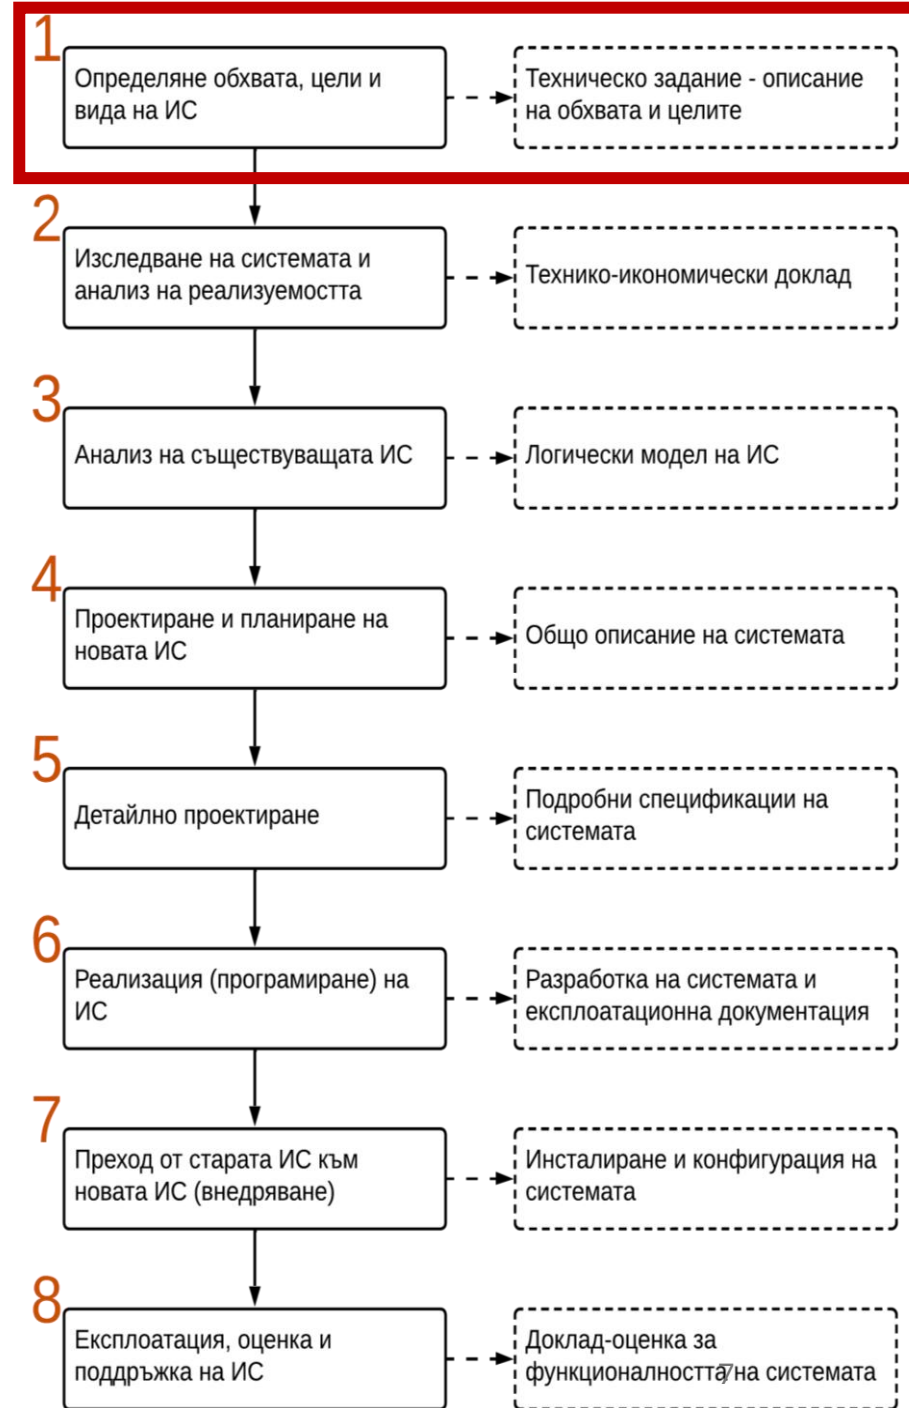 1
Определяне обхвата, цели и
вида на ИС
Техническо задание - описание
на обхвата и целите
2
Изследване на системата и
анализ на реализуемостта
Технико-икономически доклад
3
Анализ на съществуващата ИС
Логически модел на ИС
4
Проектиране и планиране на
новата ИС
Общо описание на системата
5
Детайлно проектиране
Подробни спецификации на
системата
6
Реализация (програмиране) на
ИС
Разработка на системата и
експлоатационна документация
7
Преход от старата ИС към
новата ИС (внедряване)
Инсталиране и конфигурация на
системата
8
Експлоатация, оценка и
поддръжка на ИС
Доклад-оценка за
функционалността на системата
7